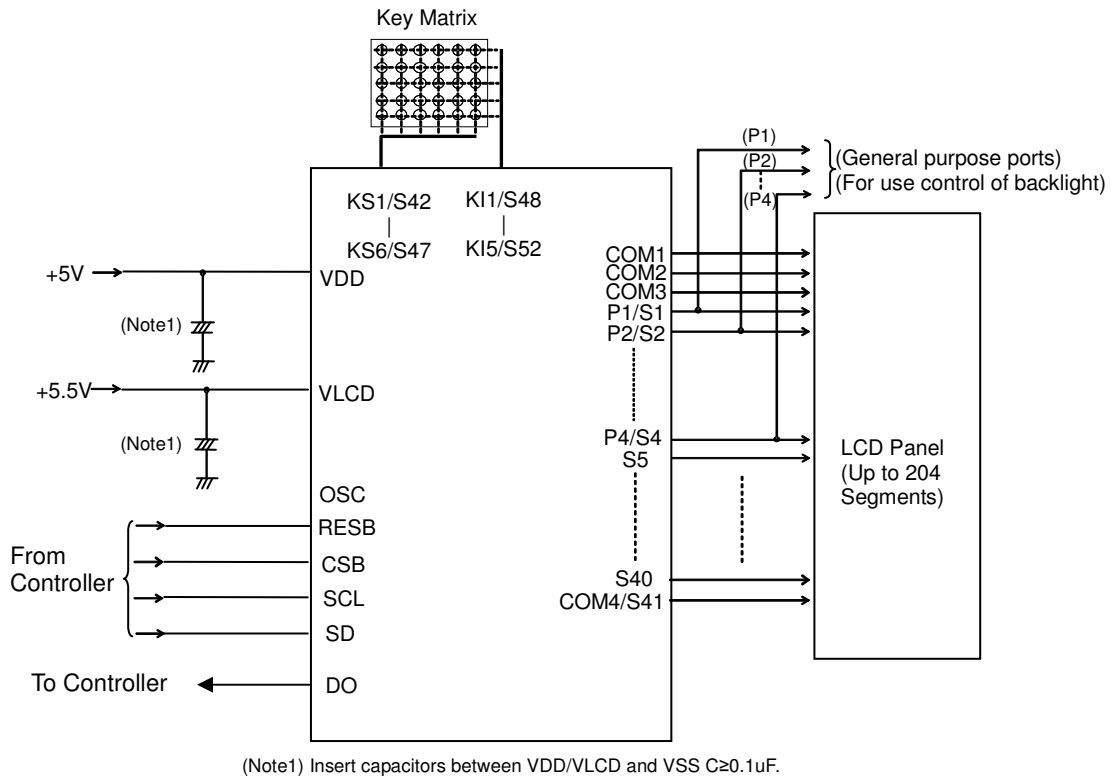 Key Matrix
(P1)
(P2)
(P4)
(General purpose ports)
(For use control of backlight)
KS1/S42 KI1/S48
KS6/S47 KI5/S52
+5V
VDD
(Note1)
+5.5V
VLCD
(Note1)
OSC
From
Controller
RESB
CSB
SCL
SD
To Controller
DO
COM1
COM2
COM3
P1/S1
P2/S2
P4/S4
S5
S40
COM4/S41
LCD Panel
(Up to 204
Segments)
(Note1) Insert capacitors between VDD/VLCD and VSS C≥0.1uF.